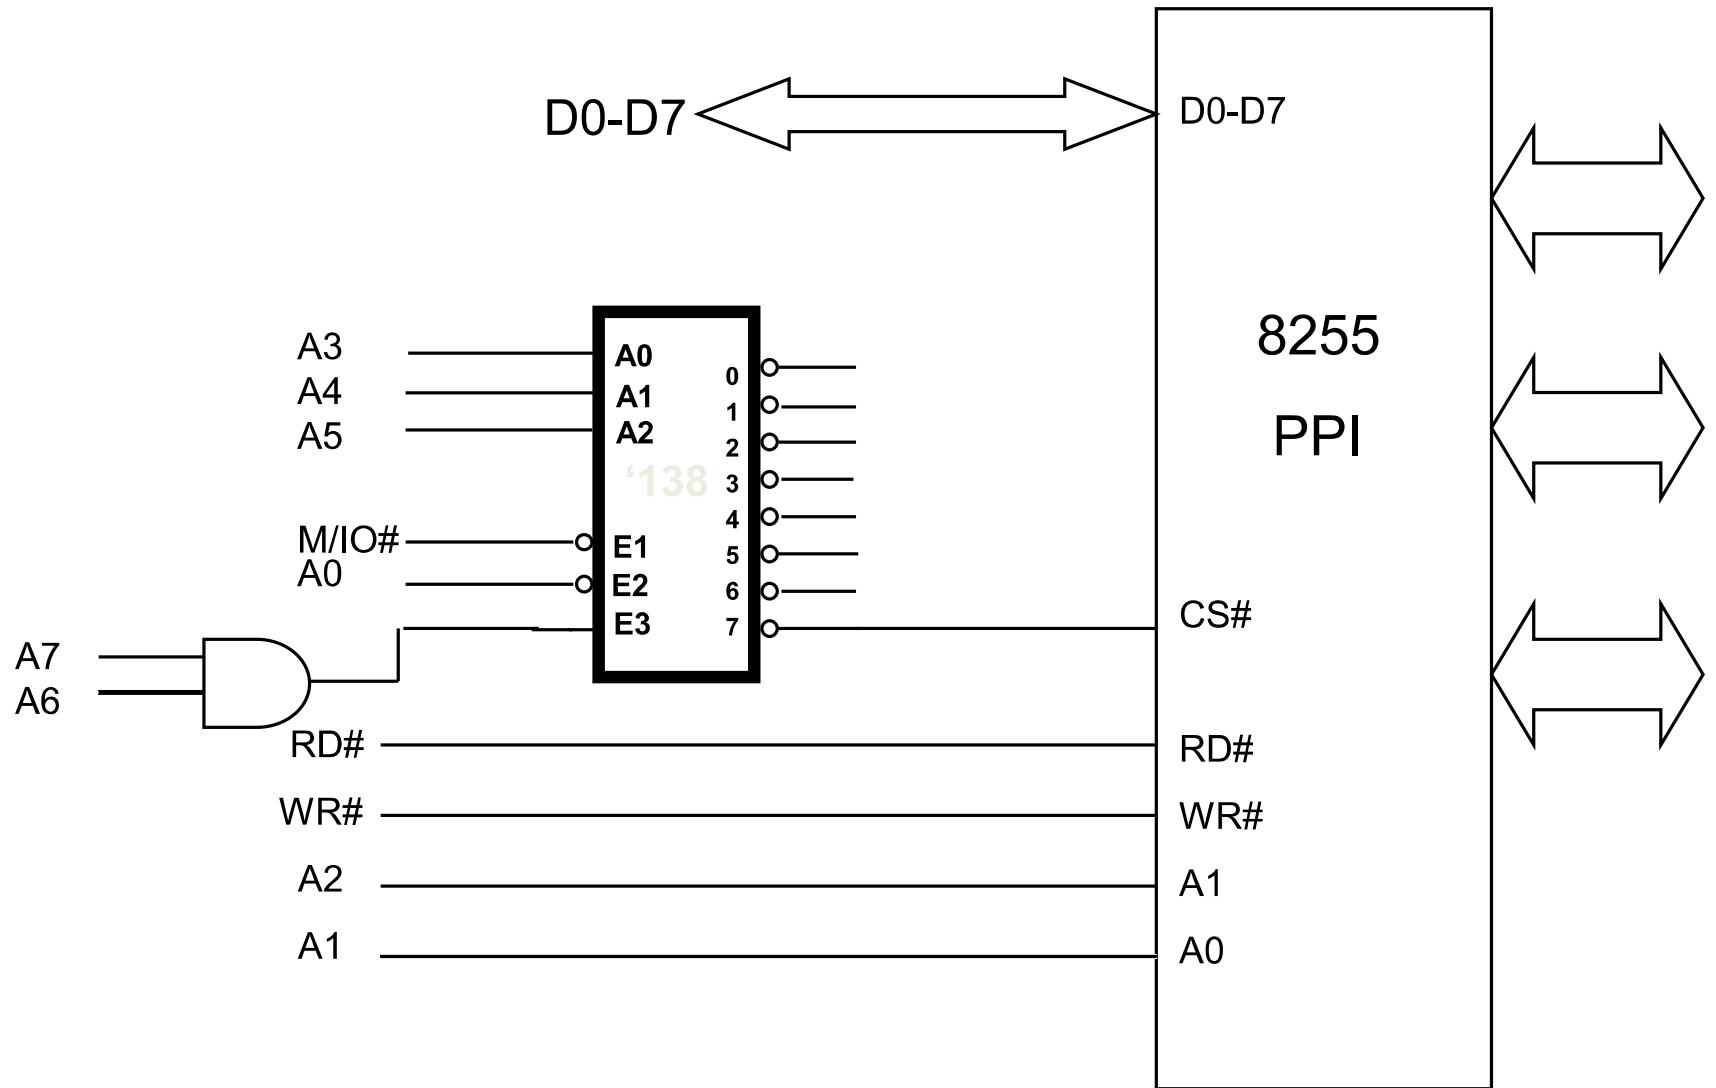 D0-D7
D0-D7
8255
PPI
A3
A4
A5
A0
A1
A2
'138
0
1
2
3
4
5
6
7
M/IO#
A0
E1
E2
E3
A7
A6
CS#
RD#
RD#
WR#
WR#
A2
A1
A1
A0